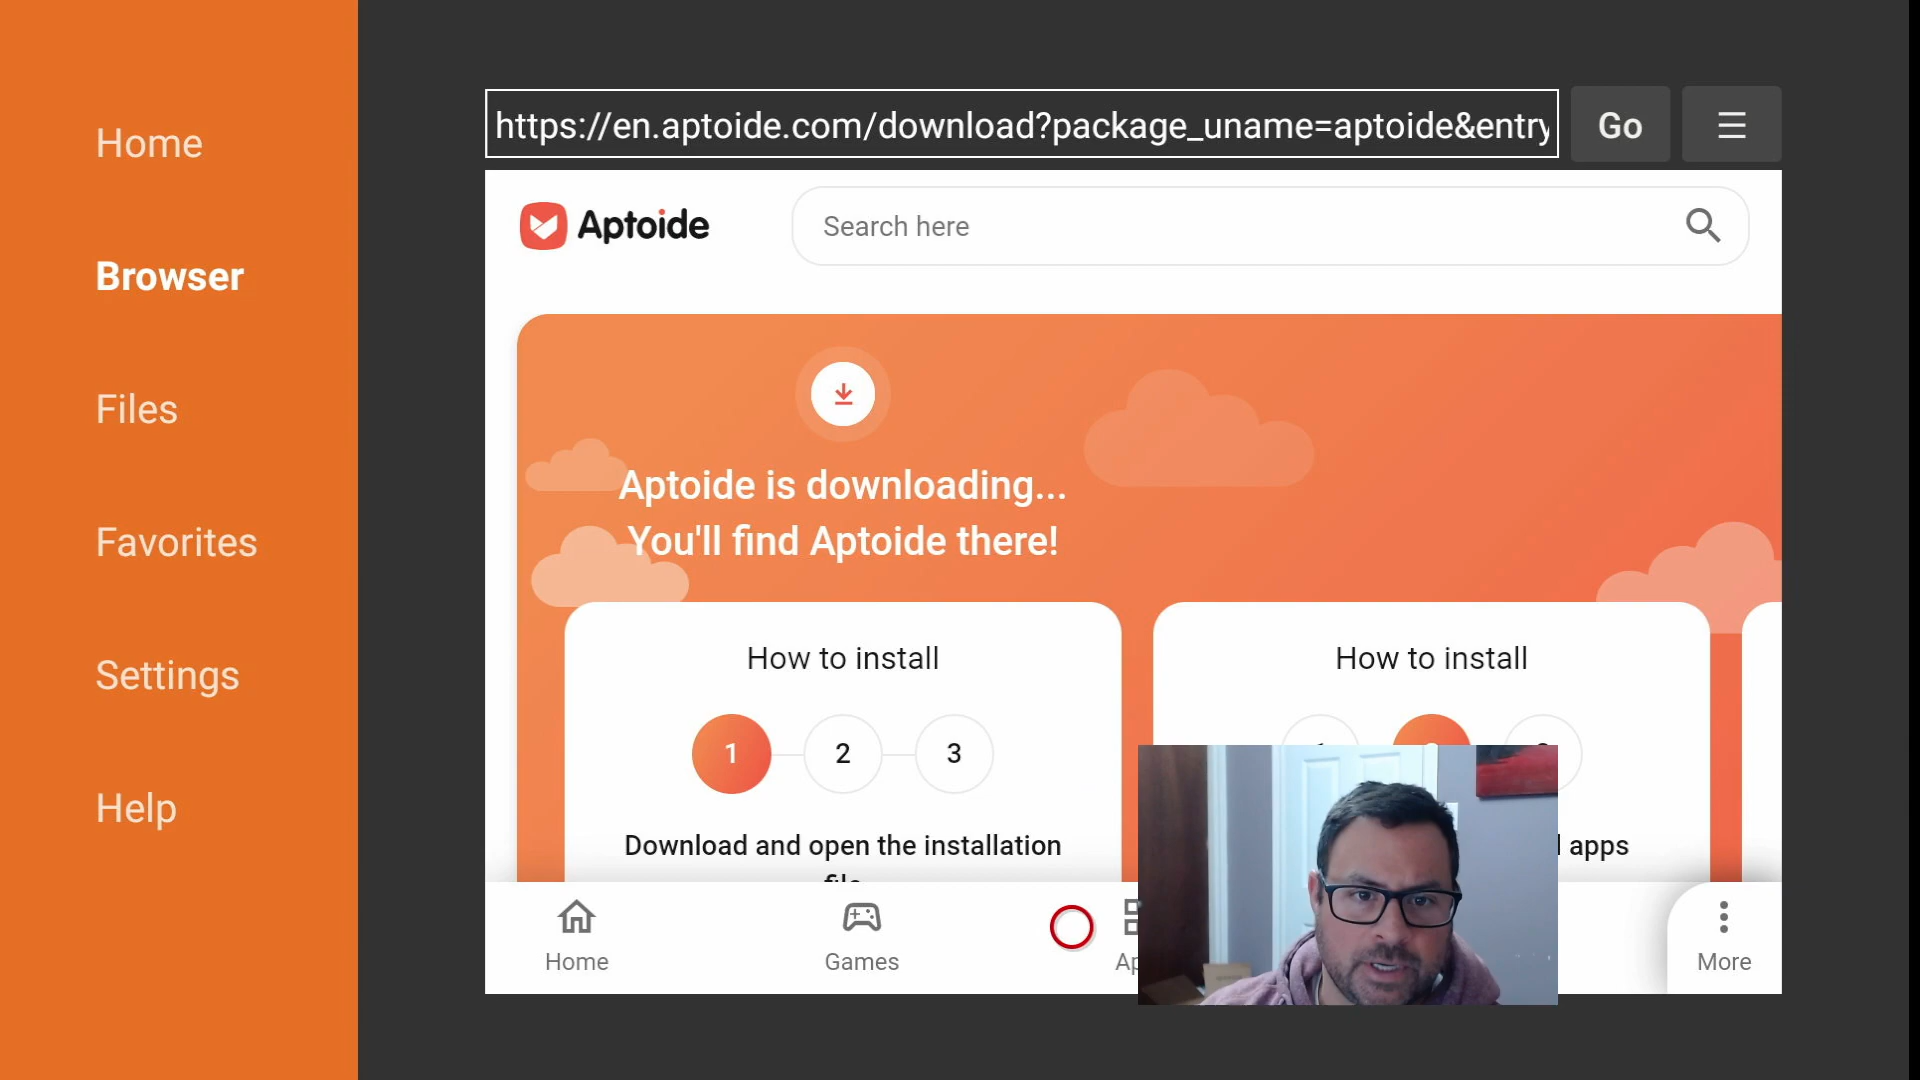 Home
Browser
Files
Favorites
Settings
Help
https://en.aptoide.com/download?package_uname=aptoide&entry
Go
Aptoide
Search here
Aptoide is downloading...
You'll find Aptoide there!
How to install
1
2
3
Download and open the installation
How to install
apps
Home
Games
More